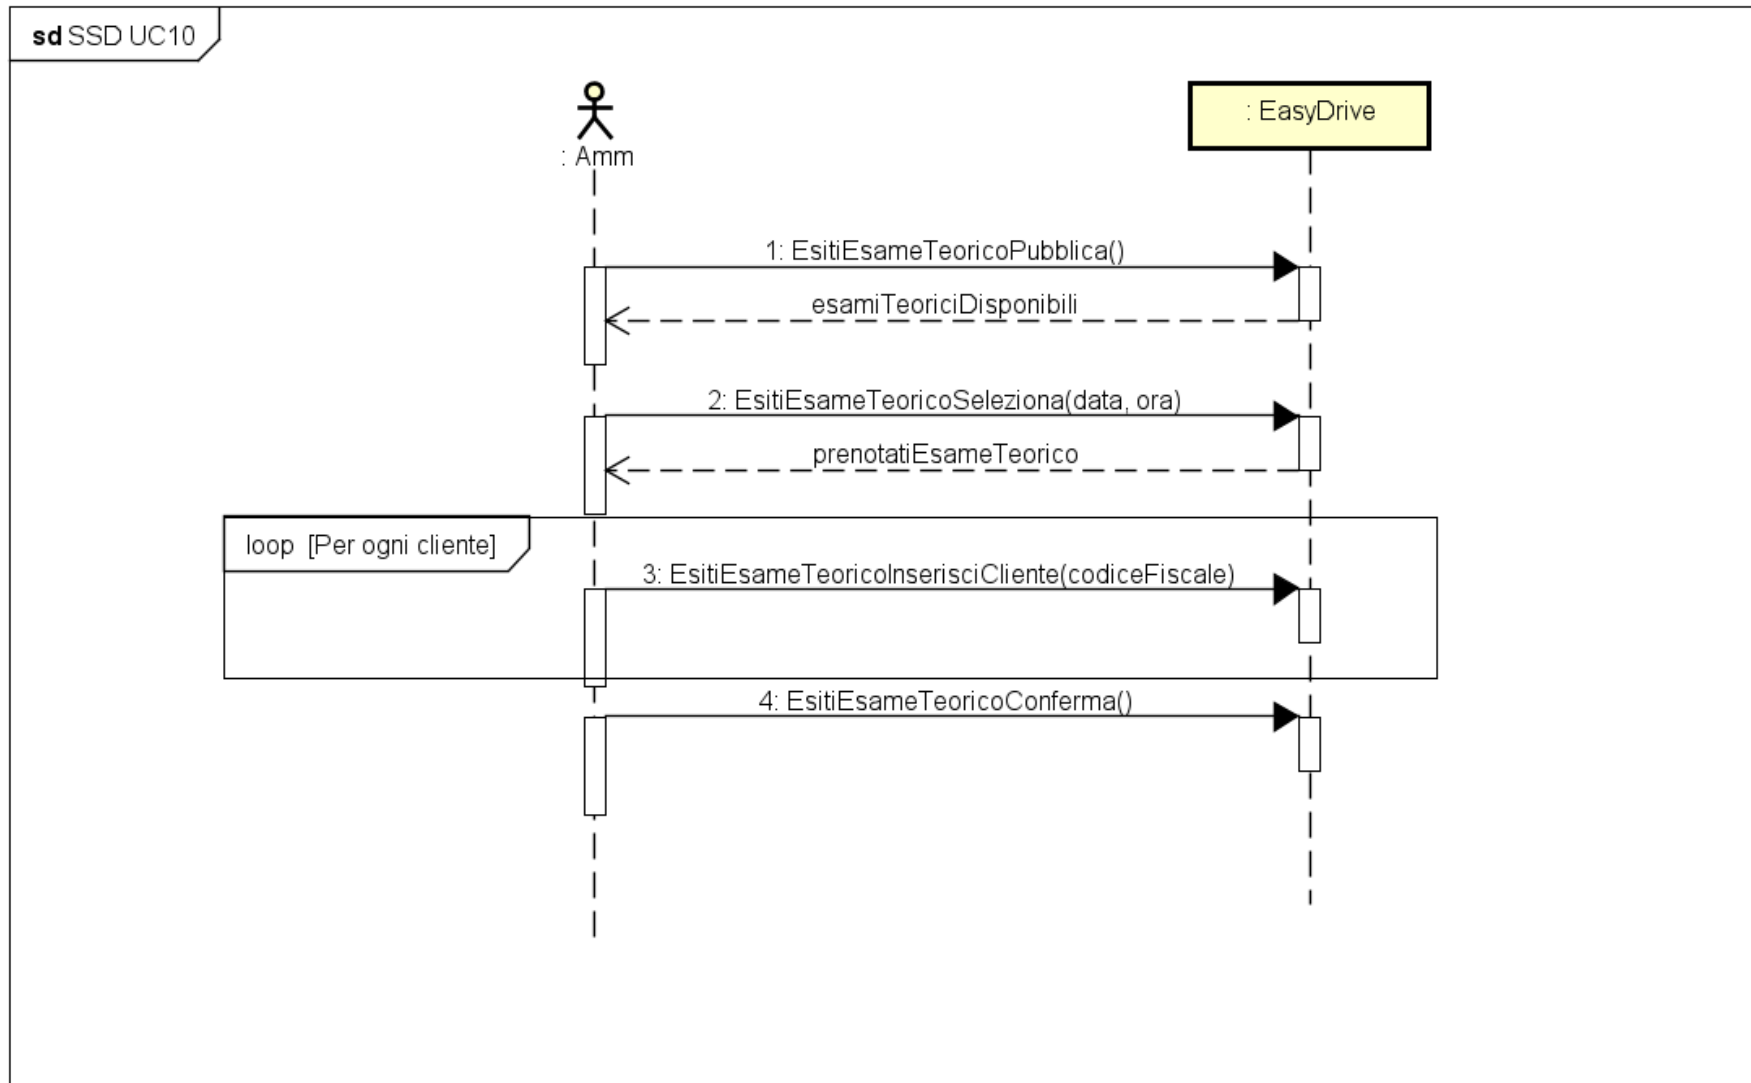 sd SSD UC10
: Amm
: EasyDrive
1: EsitiEsameTeoricoPubblica()
esamiTeoriciDisponibili
2: EsitiEsameTeoricoSeleziona(data, ora)
prenotatiEsameTeorico
loop [Per ogni cliente]
3: EsitiEsameTeoricoInserisciCliente(codiceFiscale)
4: EsitiEsameTeoricoConferma()